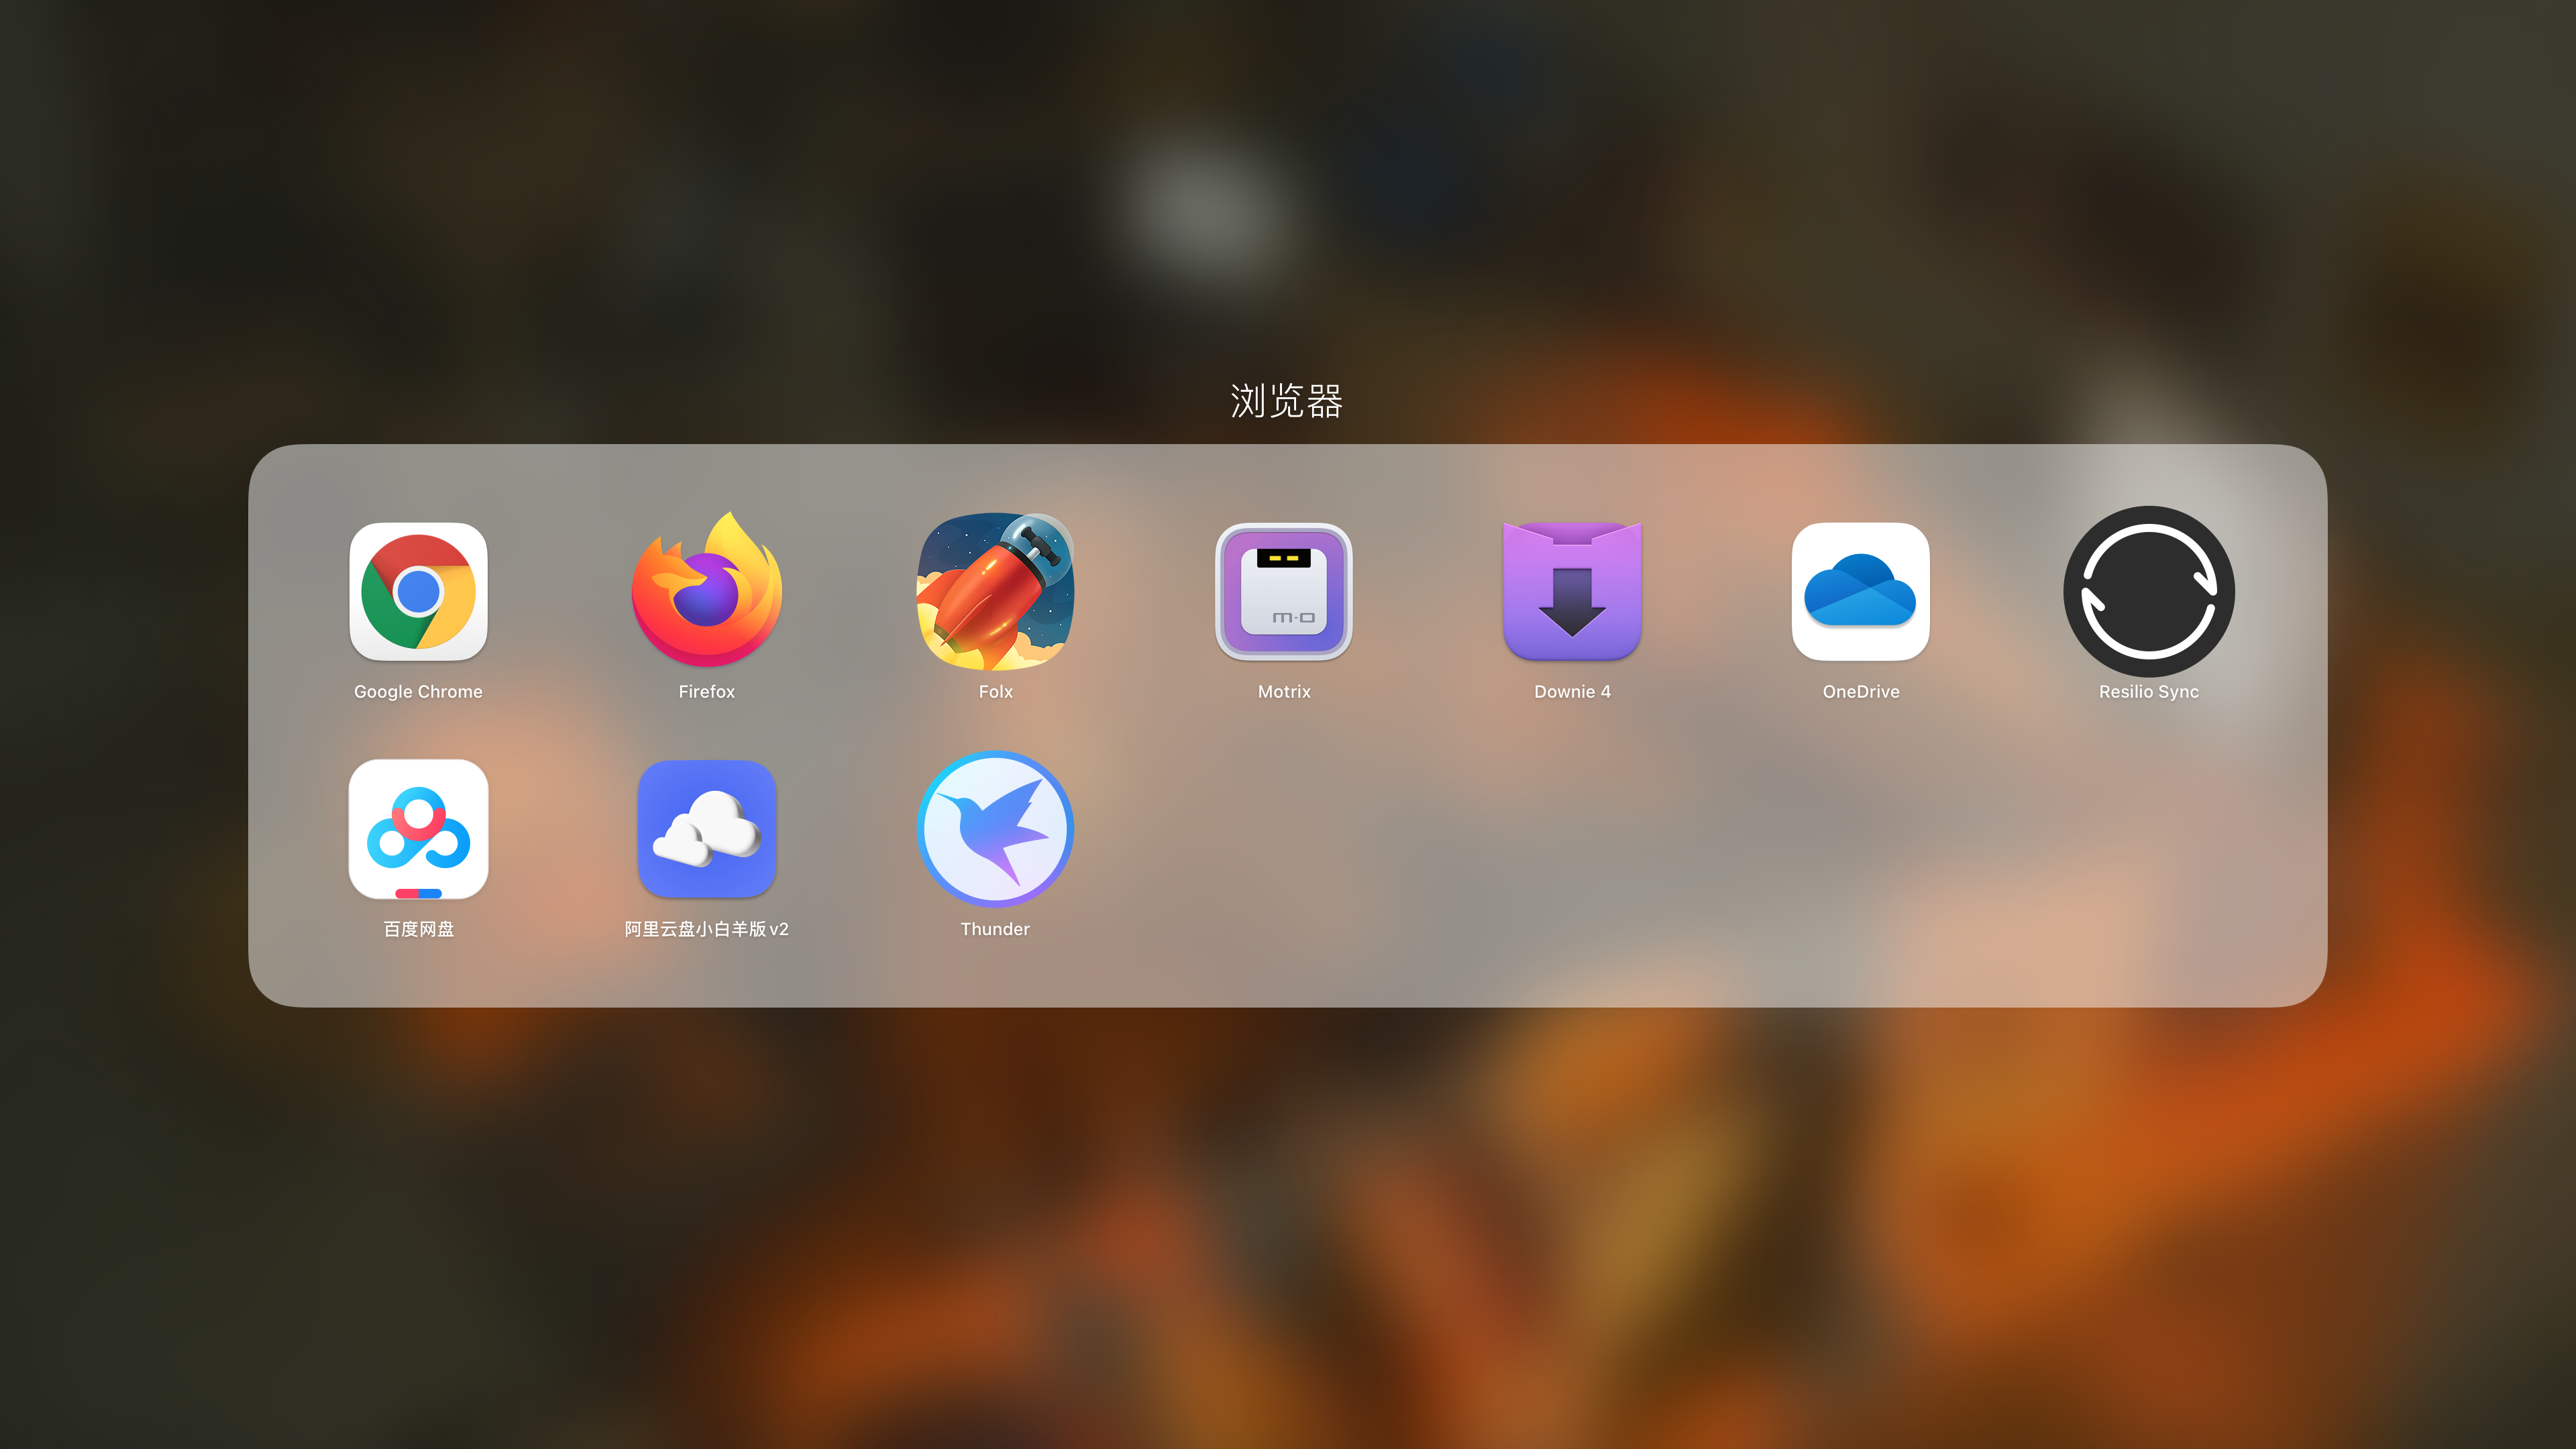 浏览器
Google Chrome
Firefox
Folx
m-o
Motrix
Downie 4
OneDrive
Resilio Sync
百度网盘
阿里云盘小白羊版 v2
Thunder